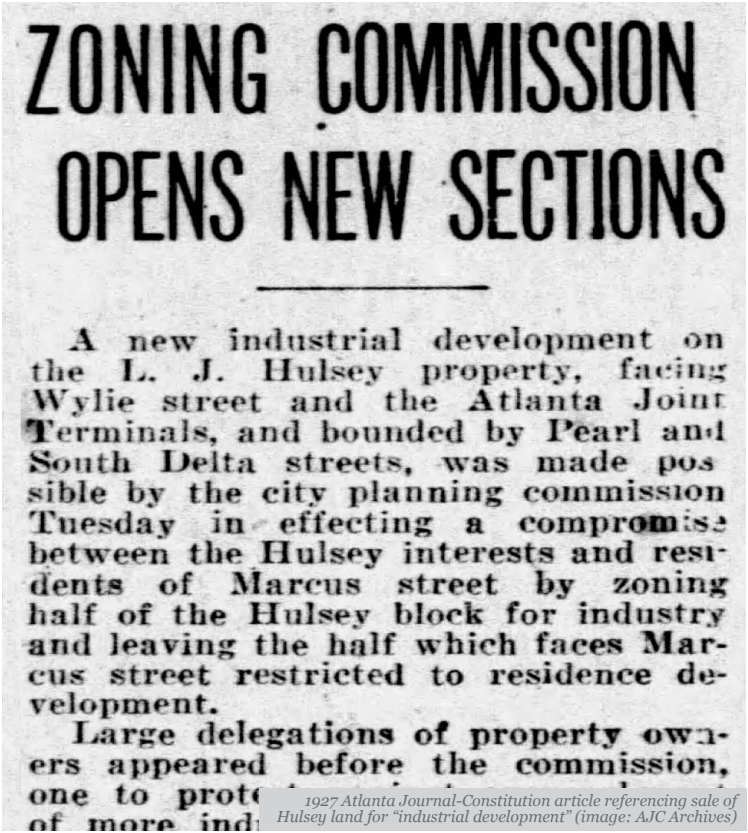 ZONING COMMISSION
OPENS NEW SECTIONS
A new industrial development on
the L. J. Hulsey property, facing
Wylie street and the Atlanta Joint
Terminals, and bounded by Pearl and
South Delta streets, was made pos
sible by the city planning commission
Tuesday in effecting a compromise
between the Hulsey interests and resi-
dents of Marcus street by zoning
half of the Hulsey block for industry
and leaving the half which faces Mar-
cus street restricted to residence de-
velopment.
Large delegations of property own-
ers appeared before the commission,
one to
of more
1927 Atlanta Journal-Constitution article referencing sale of
Hulsey land for “industrial development” (image: AJC Archives)